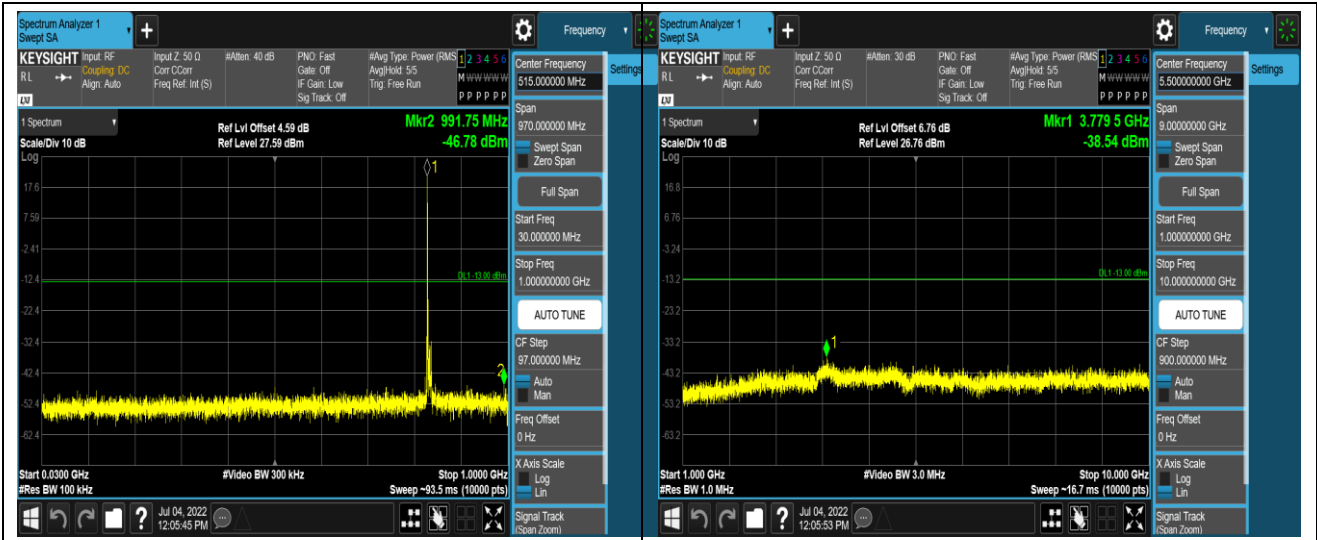 Spectrum Analyzer 1
Swept SA
+
Frequency
KEYSIGHT
R L
LXI
Input: RF
Coupling: DC
Align: Auto
Input Z: 50 Ω
Corr CCorr
Freq Ref: Int (S)
#Atten: 40 dB
PNO: Fast
Gate: Off
IF Gain: Low
Sig Track: Off
#Avg Type: Power (RMS
Avg|Hold: 5/5
Trig: Free Run
1 2 3 4 5 6
M W W W W W
P P P P P P
1 Spectrum
Scale/Div 10 dB
Log
Ref Lvl Offset 4.59 dB
Ref Level 27.59 dBm
Mkr2 991.75 MHz
-46.78 dBm
1
17.6
7.59
-2.41
-12.4
DL1 -13.00 dBm
-22.4
-32.4
-42.4
2
-52.4
-62.4
Start 0.0300 GHz
#Res BW 100 kHz
#Video BW 300 kHz
Stop 1.0000 GHz
Sweep ~93.5 ms (10000 pts)
Center Frequency
515.000000 MHz
Span
970.000000 MHz
Swept Span
Zero Span
Full Span
Start Freq
30.000000 MHz
Stop Freq
1.000000000 GHz
AUTO TUNE
CF Step
97.000000 MHz
Auto
Man
Freq Offset
0 Hz
X Axis Scale
Log
Lin
Signal Track
(Span Zoom)
Settings
?
Jul 04, 2022
12:05:45 PM
Spectrum Analyzer 1
Swept SA
+
Frequency
KEYSIGHT
R L
LXI
Input: RF
Coupling: DC
Align: Auto
Input Z: 50 Ω
Corr CCorr
Freq Ref: Int (S)
#Atten: 30 dB
PNO: Fast
Gate: Off
IF Gain: Low
Sig Track: Off
#Avg Type: Power (RMS
Avg|Hold: 5/5
Trig: Free Run
1 2 3 4 5 6
M W W W W W
P P P P P P
1 Spectrum
Scale/Div 10 dB
Log
Ref Lvl Offset 6.76 dB
Ref Level 26.76 dBm
Mkr1 3.779 5 GHz
-38.54 dBm
16.8
6.76
-3.24
-13.2
DL1 -13.00 dBm
-23.2
-33.2
1
-43.2
-53.2
-63.2
Start 1.000 GHz
#Res BW 1.0 MHz
#Video BW 3.0 MHz
Stop 10.000 GHz
Sweep ~16.7 ms (10000 pts)
Center Frequency
5.500000000 GHz
Span
9.00000000 GHz
Swept Span
Zero Span
Full Span
Start Freq
1.000000000 GHz
Stop Freq
10.000000000 GHz
AUTO TUNE
CF Step
900.000000 MHz
Auto
Man
Freq Offset
0 Hz
X Axis Scale
Log
Lin
Signal Track
(Span Zoom)
Settings
?
Jul 04, 2022
12:05:53 PM